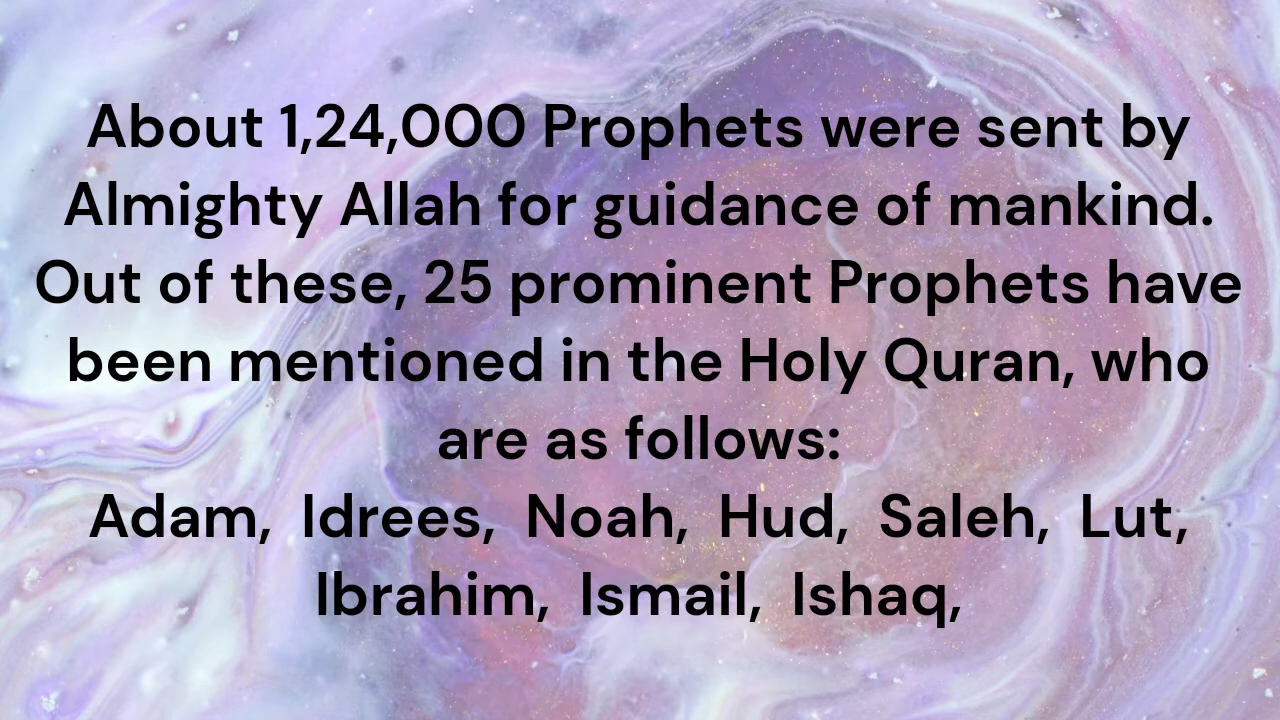 About 1,24,000 Prophets were sent by
Almighty Allah for guidance of mankind.
Out of these, 25 prominent Prophets have
been mentioned in the Holy Quran, who
are as follows:
Adam, Idrees, Noah, Hud, Saleh, Lut,
Ibrahim, Ismail, Ishaq,